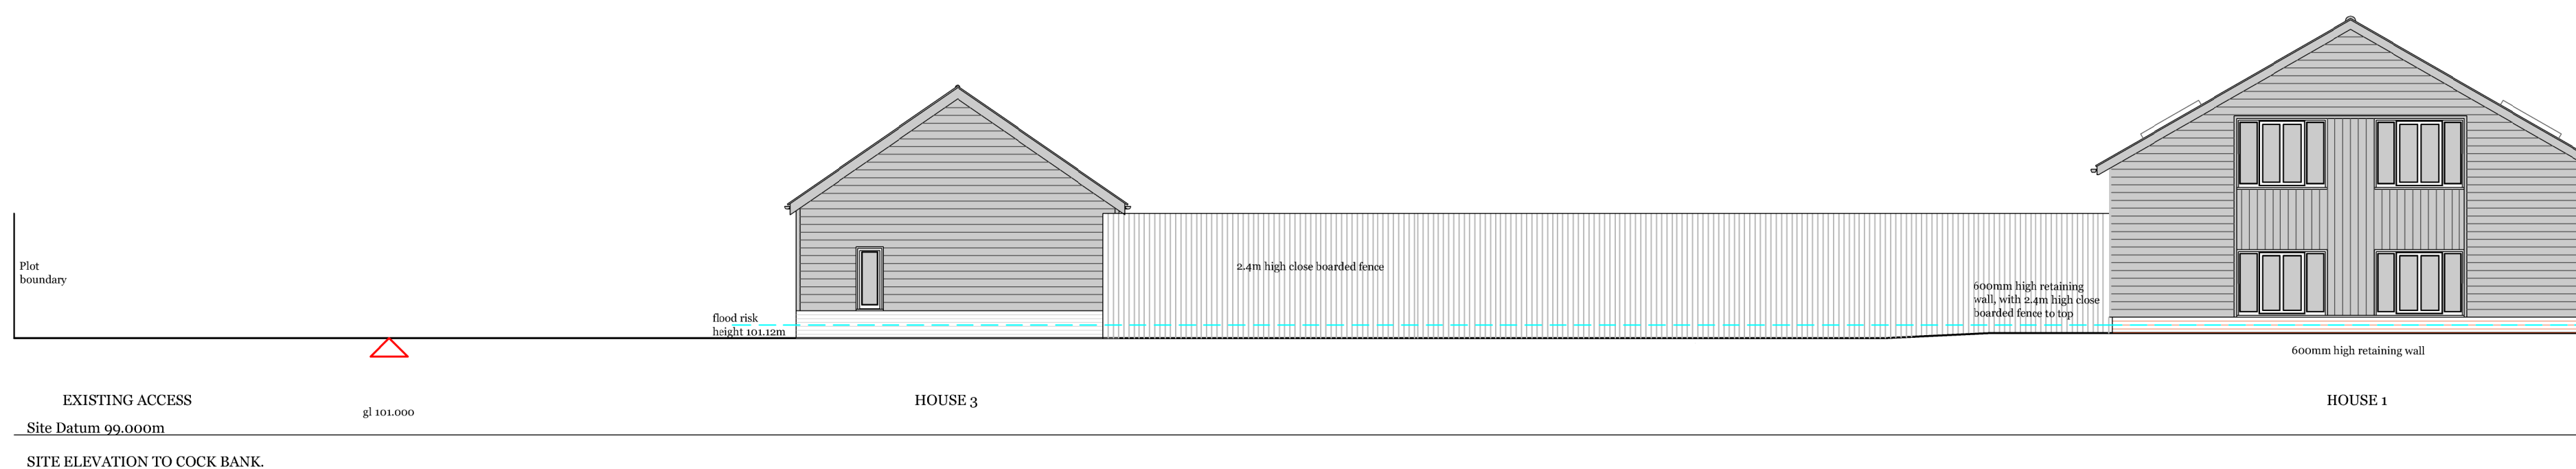 Plot
boundary
2.4m high close boarded fence
600mm high retaining
wall, with 2.4m high close
boarded fence to top
flood risk
height 101.12m
600mm high retaining wall
EXISTING ACCESS
HOUSE 3
HOUSE 1
gl 101.000
Site Datum 99.000m
SITE ELEVATION TO COCK BANK.